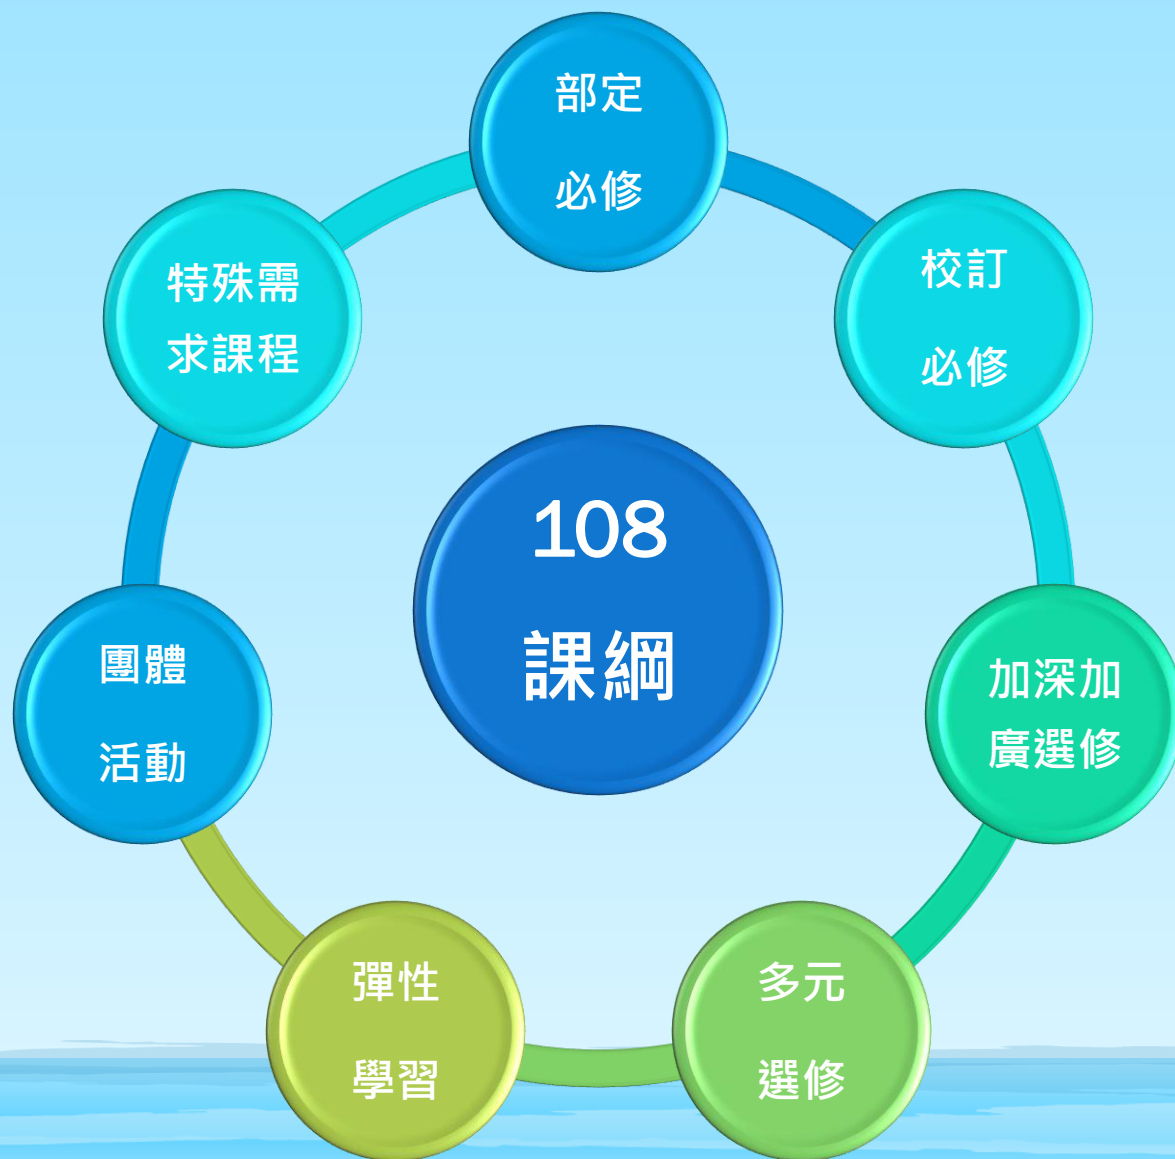 部定
必修
校訂
必修
加深加
廣選修
多元
選修
彈性
學習
團體
活動
特殊需
求課程
108
課綱